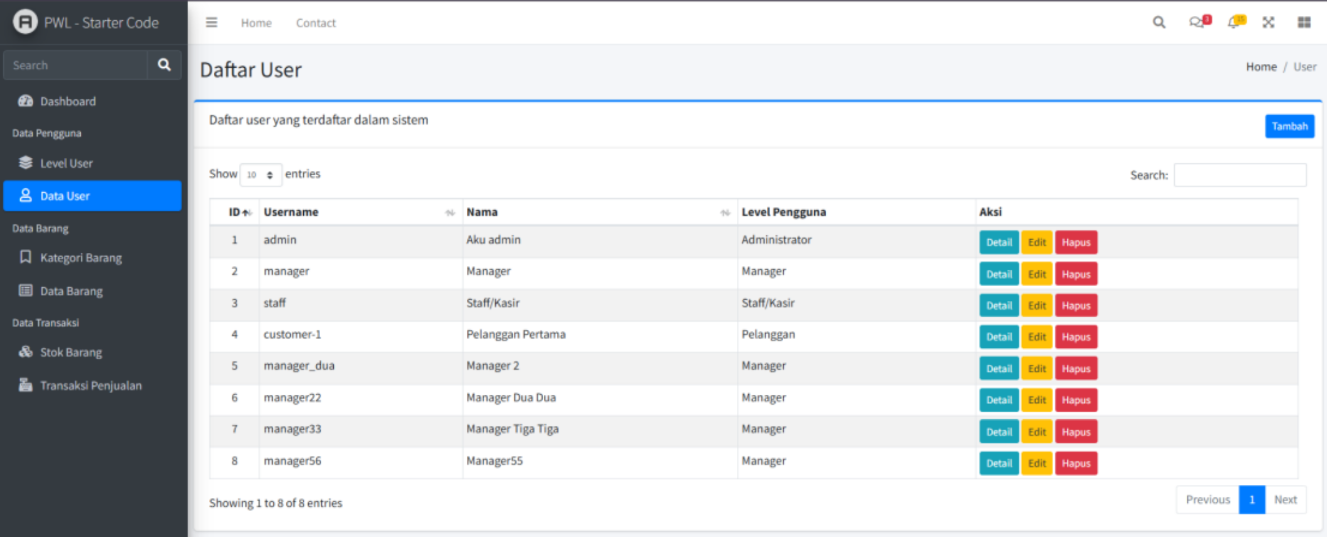 PWL - Starter Code
Home Contact
Search
Dashboard
Data Pengguna
Level User
Data User
Data Barang
Kategori Barang
Data Barang
Data Transaksi
Stok Barang
Transaksi Penjualan
Daftar User
Home / User
Daftar user yang terdaftar dalam sistem
Tambah
Show 10 entries
Search:
ID Username Nama Level Pengguna Aksi
1 admin Aku admin Administrator Detail Edit Hapus
2 manager Manager Manager Detail Edit Hapus
3 staff Staff/Kasir Staff/Kasir Detail Edit Hapus
4 customer-1 Pelanggan Pertama Pelanggan Detail Edit Hapus
5 manager_dua Manager 2 Manager Detail Edit Hapus
6 manager22 Manager Dua Dua Manager Detail Edit Hapus
7 manager33 Manager Tiga Tiga Manager Detail Edit Hapus
8 manager56 Manager55 Manager Detail Edit Hapus
Showing 1 to 8 of 8 entries
Previous 1 Next